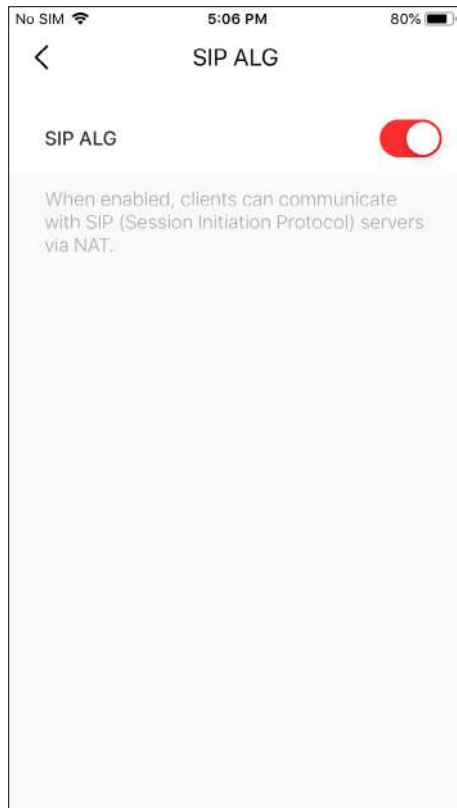 No SIM 5:06 PM 80%
SIP ALG
SIP ALG
When enabled, clients can communicate
with SIP (Session Initiation Protocol) servers
via NAT.